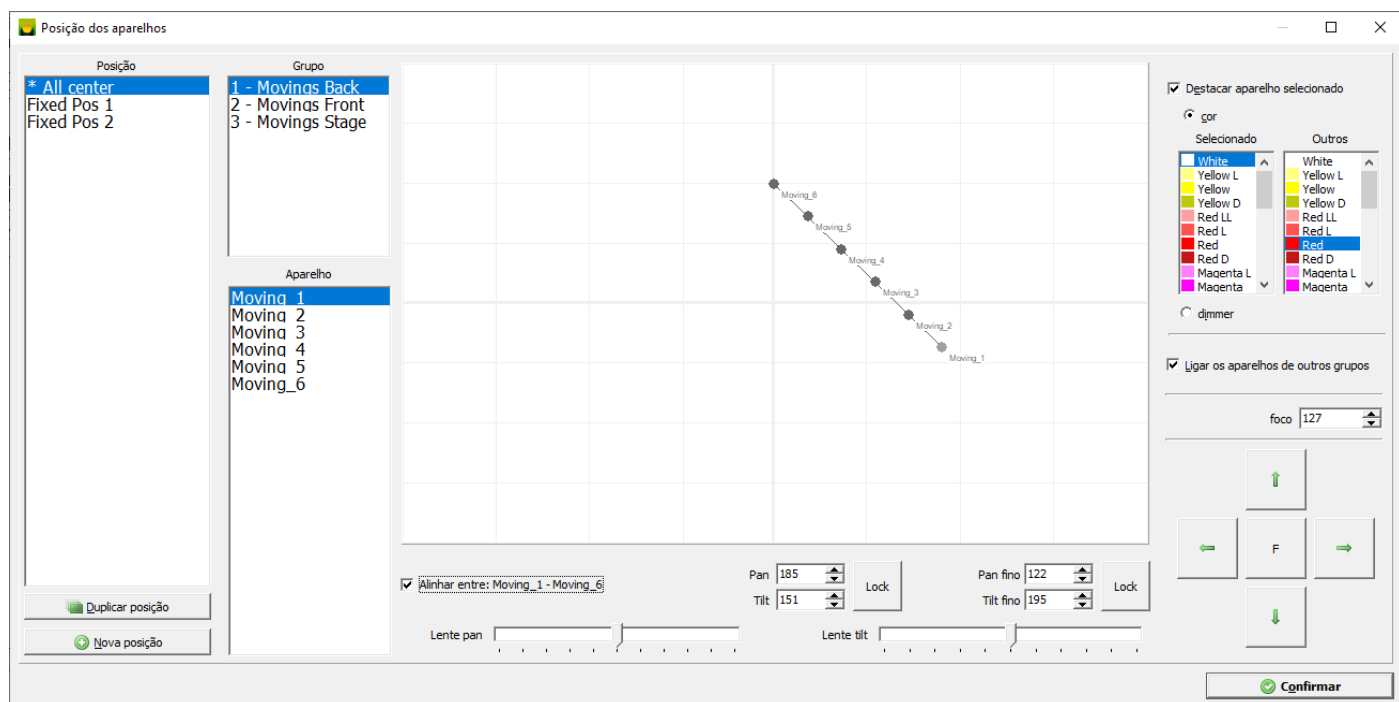 Posição dos aparelhos
Posição
* All center
Fixed Pos 1
Fixed Pos 2
Duplicar posição
Nova posição
Grupo
1 - Movings Back
2 - Movings Front
3 - Movings Stage
Aparelho
Moving_1
Moving_2
Moving_3
Moving_4
Moving_5
Moving_6
Moving_6
Moving_5
Moving_4
Moving_3
Moving_2
Moving_1
Alinhar entre: Moving_1 - Moving_6
Pan 185
Tilt 151
Lock
Pan fino 122
Tilt fino 195
Lock
Lente pan
Lente tilt
Destacar aparelho selecionado
cor
Selecionado
White
Yellow L
Yellow
Yellow D
Red LL
Red L
Red
Red D
Magenta L
Magenta
Outros
White
Yellow L
Yellow
Yellow D
Red LL
Red L
Red
Red D
Magenta L
Magenta
dimmer
Ligar os aparelhos de outros grupos
foco 127
F
Confirmar